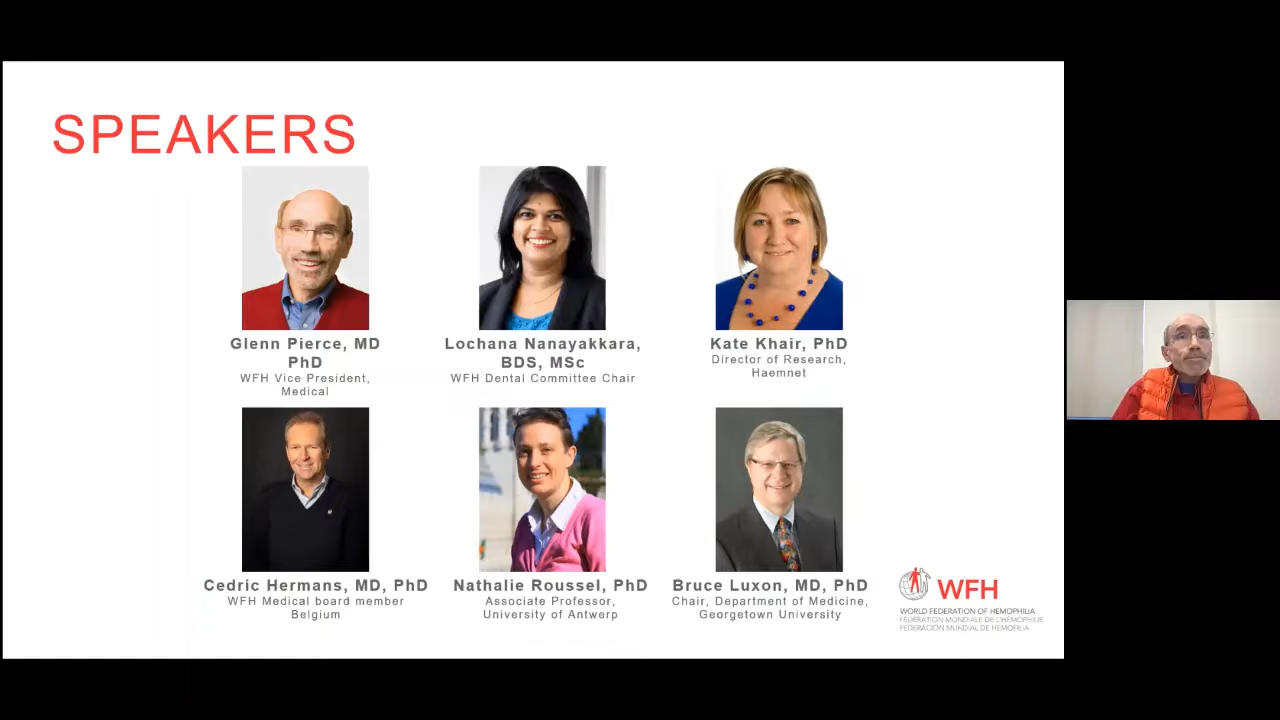 SPEAKERS
Glenn Pierce, MD
PhD
WFH Vice President,
Medical
Lochana Nanayakkara,
BDS, MSc
WFH Dental Committee Chair
Kate Khair, PhD
Director of Research,
Haemnet
Cedric Hermans, MD, PhD
WFH Medical board member
Belgium
Nathalie Roussel, PhD
Associate Professor,
University of Antwerp
Bruce Luxon, MD, PhD
Chair, Department of Medicine,
Georgetown University
WFH
WORLD FEDERATION OF HEMOPHILIA
FÉDÉRATION MONDIALE DE L'HÉMOPHILIE
FEDERACIÓN MUNDIAL DE HEMOFILIA